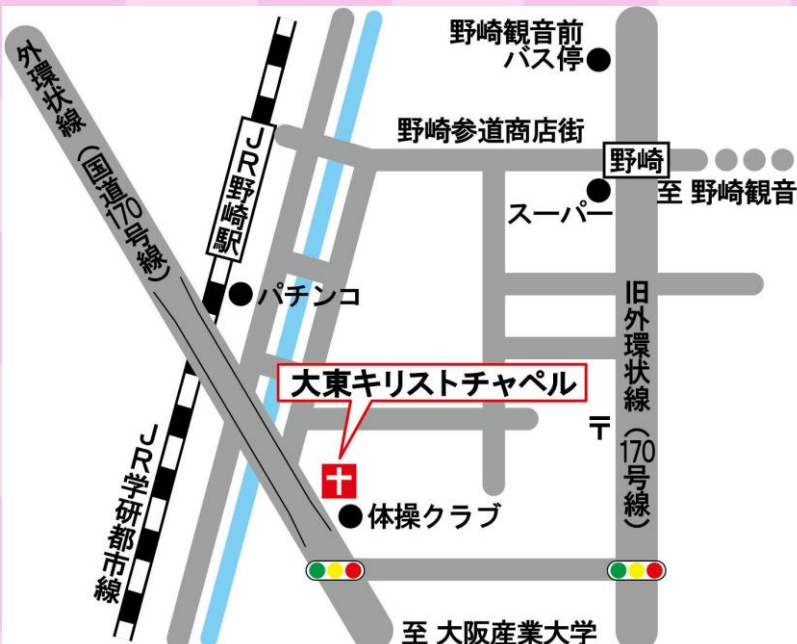 野崎観音前
バス停
外環状線(国道170号線)
野崎参道商店街
野崎
JR野崎駅
スーパー
至 野崎観音
パチンコ
旧外環状線(170号線)
大東キリストチャペル
〒
JR学研都市線
体操クラブ
至 大阪産業大学